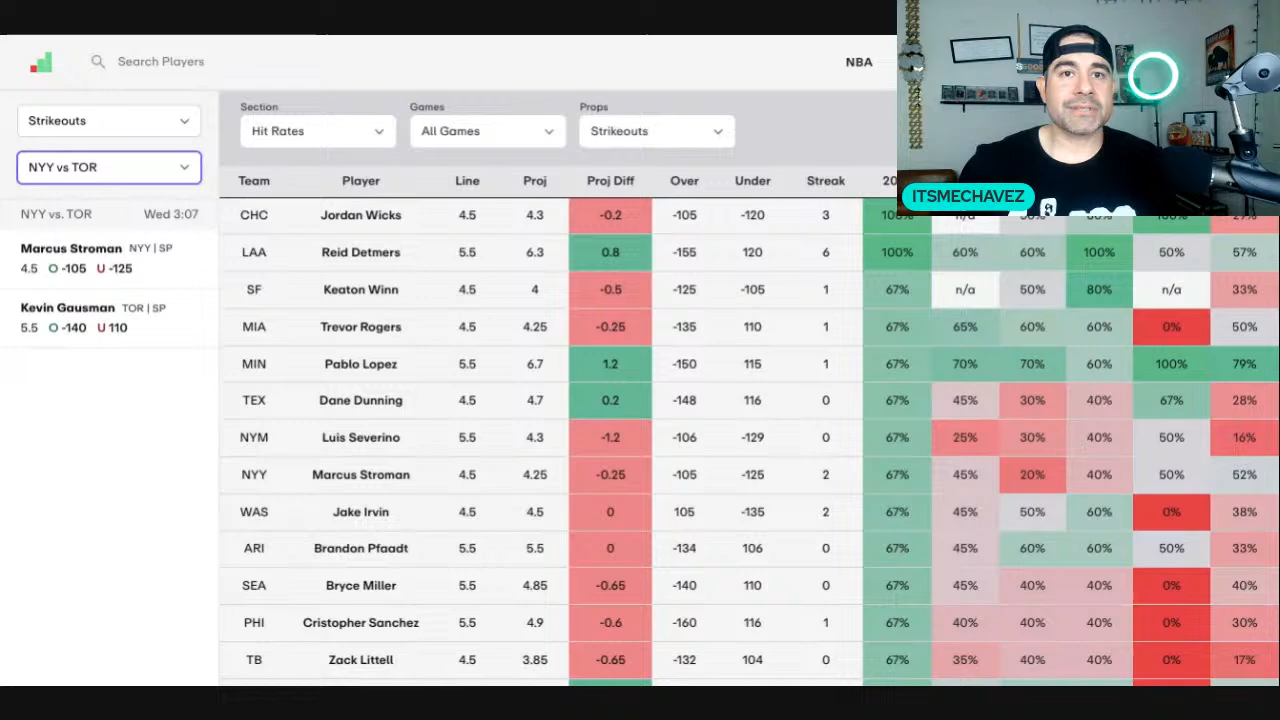 Search Players
NBA
Strikeouts
NYY vs TOR
NYY vs. TOR Wed 3:07
Marcus Stroman NYY | SP
4.5 O -105 U -125
Kevin Gausman TOR | SP
5.5 O -140 U 110
Section Games Props
Hit Rates All Games Strikeouts
ITSMECHAVEZ
Team Player Line Proj Proj Diff Over Under Streak 20
CHC Jordan Wicks 4.5 4.3 -0.2 -105 -120 3 100% n/a
LAA Reid Detmers 5.5 6.3 0.8 -155 120 6 100% 60% 60% 100% 50% 57%
SF Keaton Winn 4.5 4 -0.5 -125 -105 1 67% n/a 50% 80% n/a 33%
MIA Trevor Rogers 4.5 4.25 -0.25 -135 110 1 67% 65% 60% 60% 0% 50%
MIN Pablo Lopez 5.5 6.7 1.2 -150 115 1 67% 70% 70% 60% 100% 79%
TEX Dane Dunning 4.5 4.7 0.2 -148 116 0 67% 45% 30% 40% 67% 28%
NYM Luis Severino 5.5 4.3 -1.2 -106 -129 0 67% 25% 30% 40% 50% 16%
NYY Marcus Stroman 4.5 4.25 -0.25 -105 -125 2 67% 45% 20% 40% 50% 52%
WAS Jake Irvin 4.5 4.5 0 105 -135 2 67% 45% 50% 60% 0% 38%
ARI Brandon Pfaadt 5.5 5.5 0 -134 106 0 67% 45% 60% 60% 50% 33%
SEA Bryce Miller 5.5 4.85 -0.65 -140 110 0 67% 45% 40% 40% 0% 40%
PHI Cristopher Sanchez 5.5 4.9 -0.6 -160 116 1 67% 40% 40% 40% 0% 30%
TB Zack Littell 4.5 3.85 -0.65 -132 104 0 67% 35% 40% 40% 0% 17%